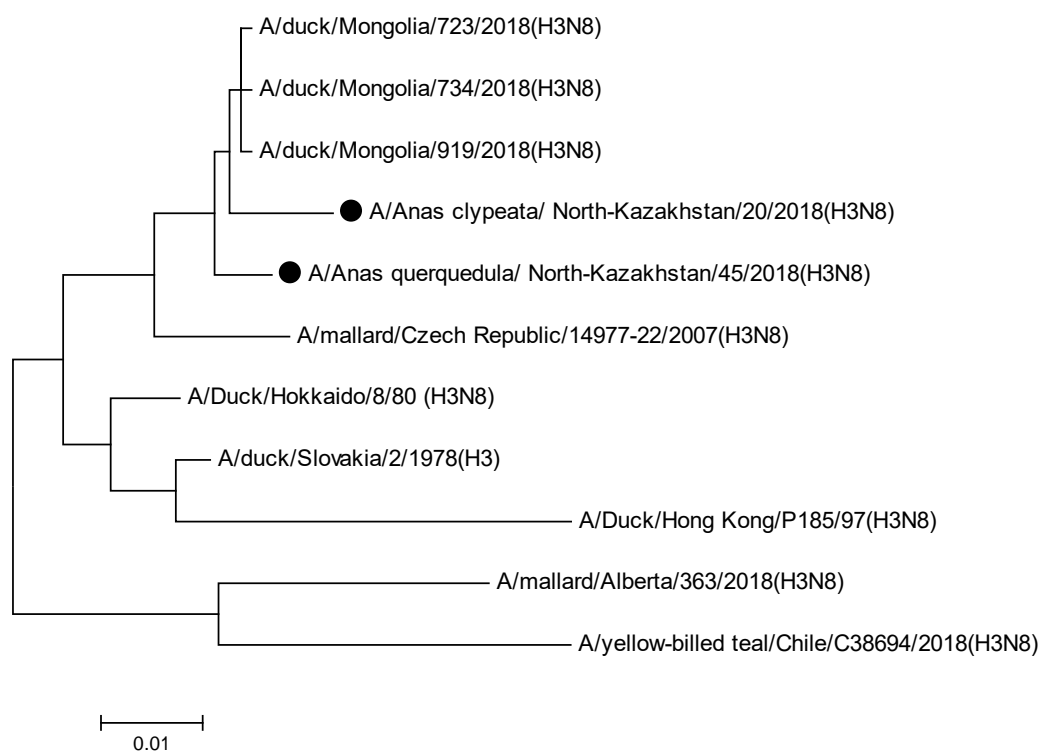 A/duck/Mongolia/723/2018(H3N8)
A/duck/Mongolia/734/2018(H3N8)
A/duck/Mongolia/919/2018(H3N8)
A/Anas clypeata/ North-Kazakhstan/20/2018(H3N8)
A/Anas querquedula/ North-Kazakhstan/45/2018(H3N8)
A/mallard/Czech Republic/14977-22/2007(H3N8)
A/Duck/Hokkaido/8/80 (H3N8)
A/duck/Slovakia/2/1978(H3)
A/Duck/Hong Kong/P185/97(H3N8)
A/mallard/Alberta/363/2018(H3N8)
A/yellow-billed teal/Chile/C38694/2018(H3N8)
0.01